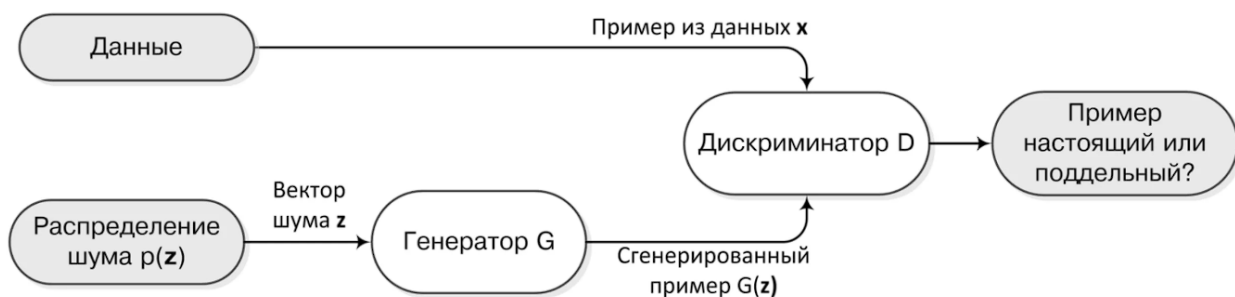 Данные
Пример из данных x
Дискриминатор D
Пример
настоящий или
поддельный?
Распределение
шума p(z)
Вектор
шума z
Генератор G
Сгенерированный
пример G(z)